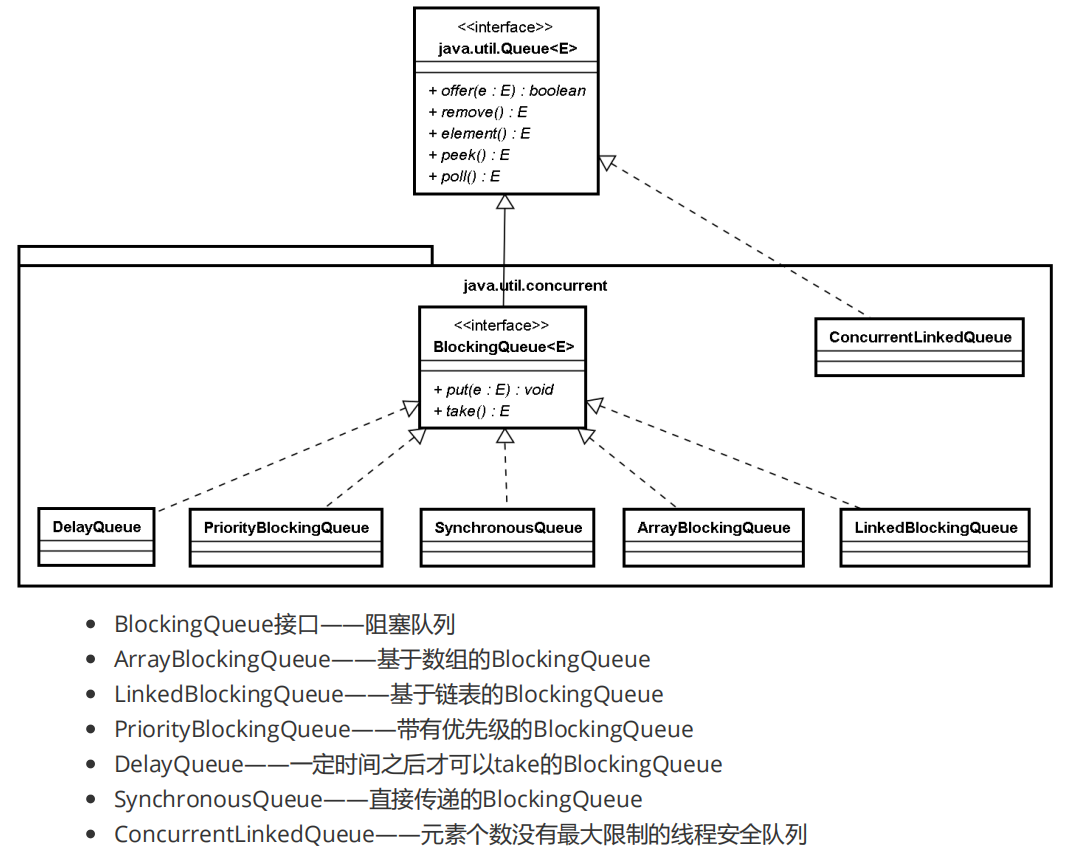 <<interface>>
java.util.Queue<E>
+ offer(e : E) : boolean
+ remove() : E
+ element() : E
+ peek() : E
+ poll() : E
java.util.concurrent
<<interface>>
BlockingQueue<E>
+ put(e : E) : void
+ take() : E
ConcurrentLinkedQueue
DelayQueue
PriorityBlockingQueue
SynchronousQueue
ArrayBlockingQueue
LinkedBlockingQueue
• BlockingQueue接口——阻塞队列
• ArrayBlockingQueue——基于数组的BlockingQueue
• LinkedBlockingQueue——基于链表的BlockingQueue
• PriorityBlockingQueue——带有优先级的BlockingQueue
• DelayQueue——一定时间之后才可以take的BlockingQueue
• SynchronousQueue——直接传递的BlockingQueue
• ConcurrentLinkedQueue——元素个数没有最大限制的线程安全队列